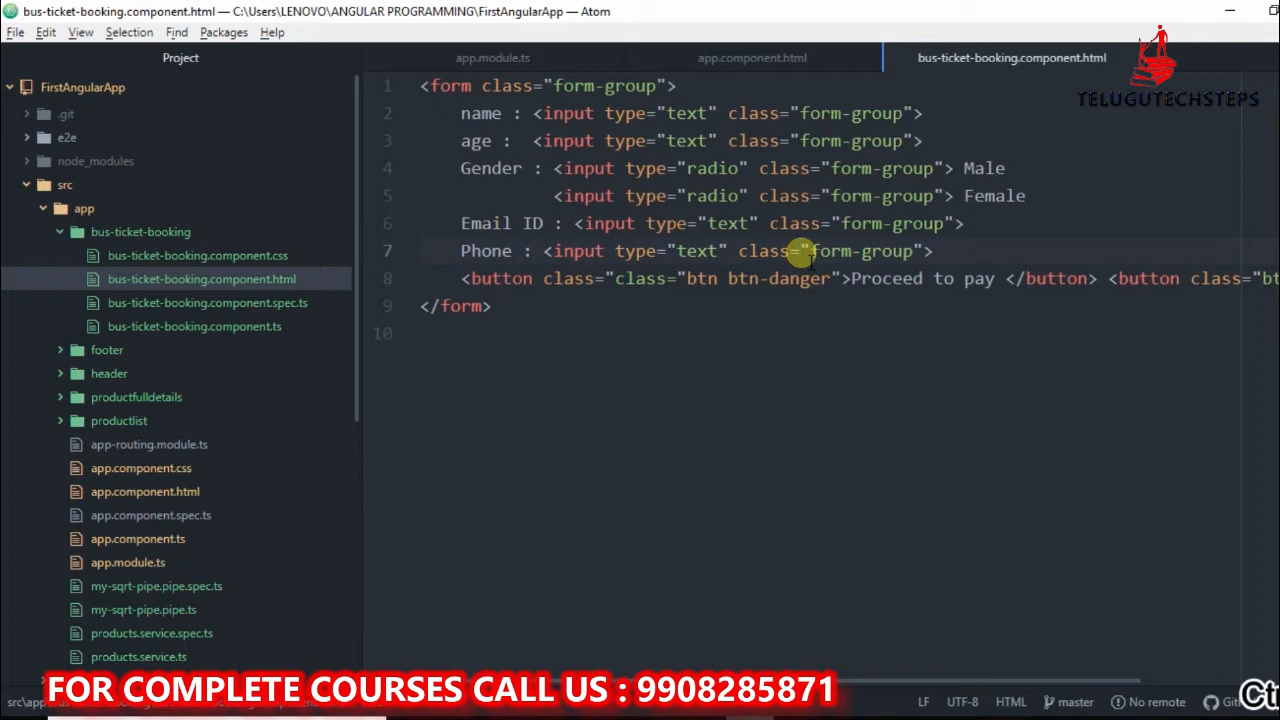 bus-ticket-booking.component.html — C:\Users\LENOVO\ANGULAR PROGRAMMING\FirstAngularApp — Atom
File Edit View Selection Find Packages Help
Project
app.module.ts
app.component.html
bus-ticket-booking.component.html
TELUGUTECHSTEPS
FirstAngularApp
.git
e2e
node_modules
src
app
bus-ticket-booking
bus-ticket-booking.component.css
bus-ticket-booking.component.html
bus-ticket-booking.component.spec.ts
bus-ticket-booking.component.ts
footer
header
productfulldetails
productlist
app-routing.module.ts
app.component.css
app.component.html
app.component.spec.ts
app.component.ts
app.module.ts
my-sqrt-pipe.pipe.spec.ts
my-sqrt-pipe.pipe.ts
products.service.spec.ts
products.service.ts
1 <form class="form-group">
2 name : <input type="text" class="form-group">
3 age : <input type="text" class="form-group">
4 Gender : <input type="radio" class="form-group"> Male
5 <input type="radio" class="form-group"> Female
6 Email ID : <input type="text" class="form-group">
7 Phone : <input type="text" class="form-group">
8 <button class="class="btn btn-danger">Proceed to pay </button> <button class="bt
9 </form>
10
FOR COMPLETE COURSES CALL US : 9908285871
LF UTF-8 HTML master No remote